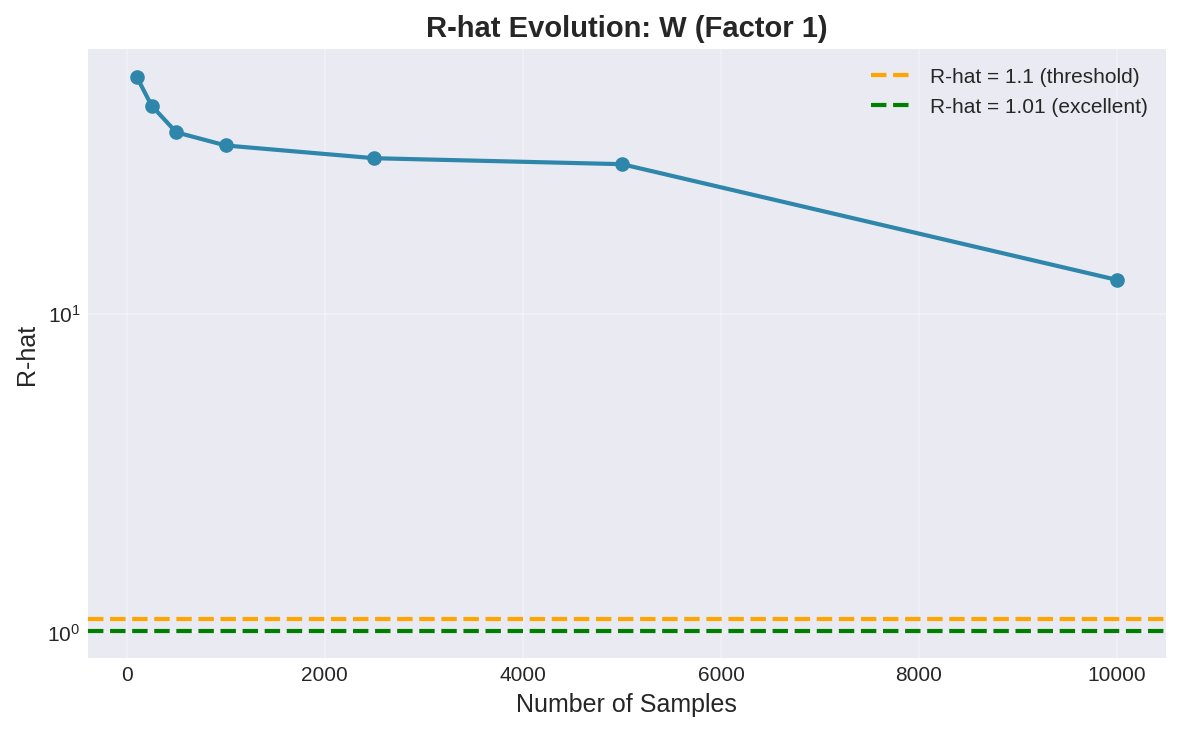 R-hat Evolution: W (Factor 1)
R-hat = 1.1 (threshold)
R-hat = 1.01 (excellent)
R-hat
10¹
10⁰
0 2000 4000 6000 8000 10000
Number of Samples